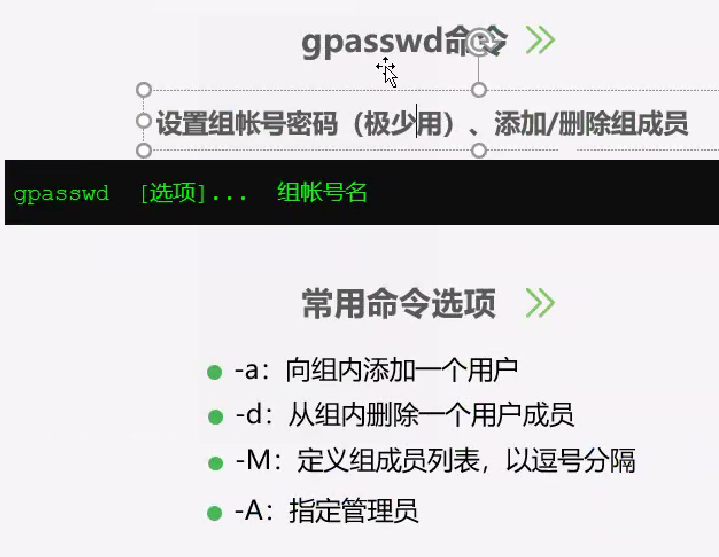 gpasswd命令
设置组帐号密码（极少用）、添加/删除组成员
gpasswd [选项]... 组帐号名
常用命令选项
-a：向组内添加一个用户
-d：从组内删除一个用户成员
-M：定义组成员列表，以逗号分隔
-A：指定管理员